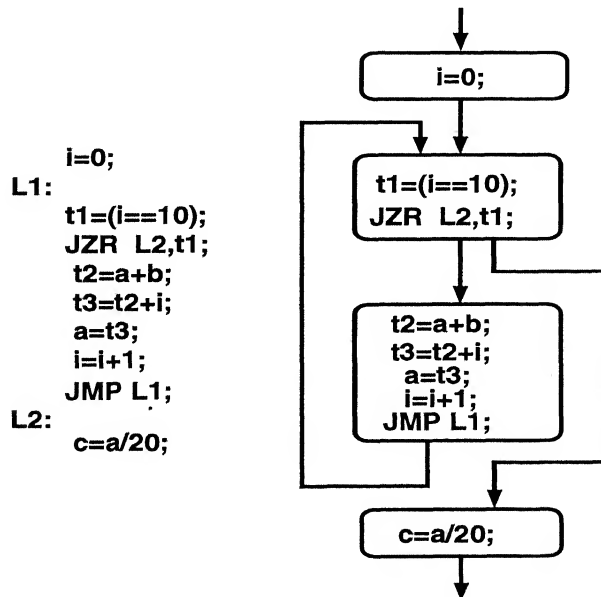 i=0;
L1:
t1=(i==10);
JZR L2,t1;
t2=a+b;
t3=t2+i;
a=t3;
i=i+1;
JMP L1;
L2:
c=a/20;
i=0;
t1=(i==10);
JZR L2,t1;
t2=a+b;
t3=t2+i;
a=t3;
i=i+1;
JMP L1;
c=a/20;